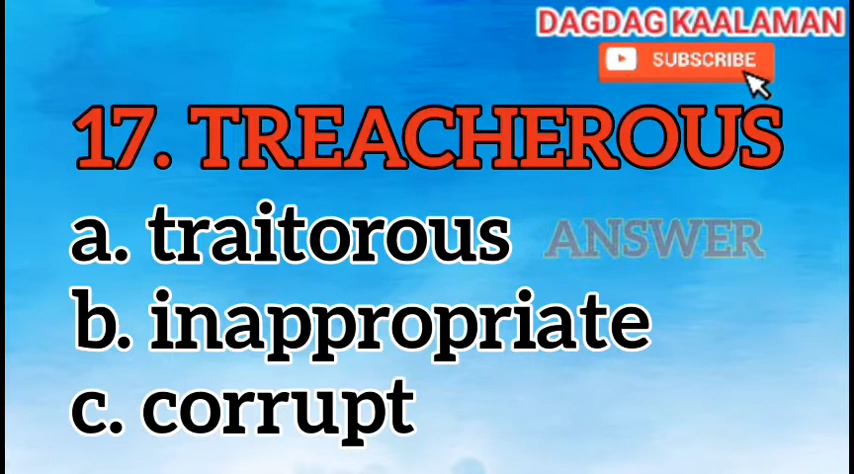 DAGDAG KAALAMAN
SUBSCRIBE
17. TREACHEROUS
a. traitorous ANSWER
b. inappropriate
c. corrupt